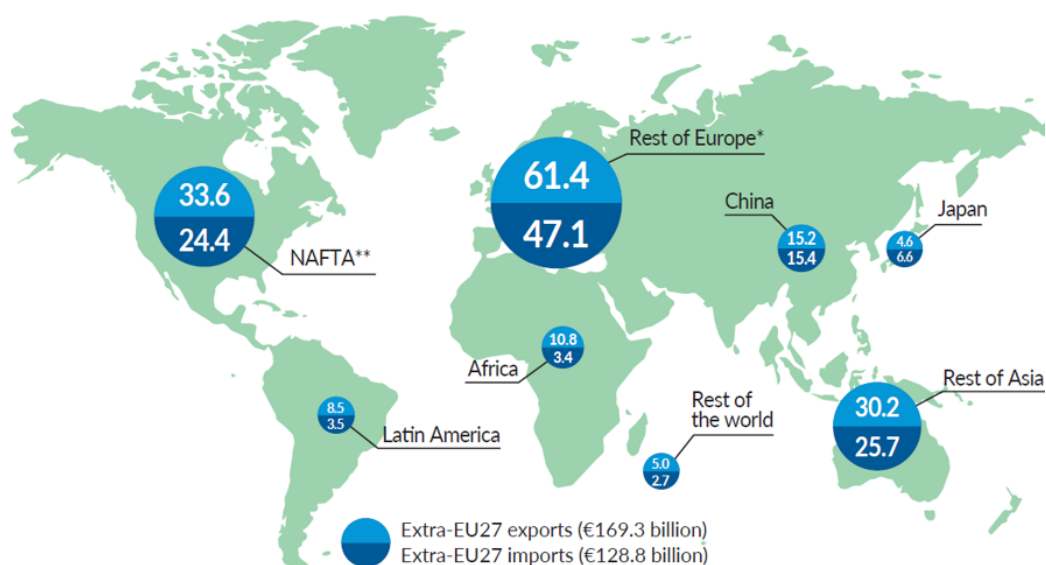 Rest of Europe*
61.4
47.1
33.6
24.4
NAFTA**
China
15.2
15.4
Japan
4.6
6.6
10.8
3.4
Africa
Rest of Asia
30.2
25.7
Rest of
the world
5.0
2.7
8.5
3.5
Latin America
Extra-EU27 exports (€169.3 billion)
Extra-EU27 imports (€128.8 billion)